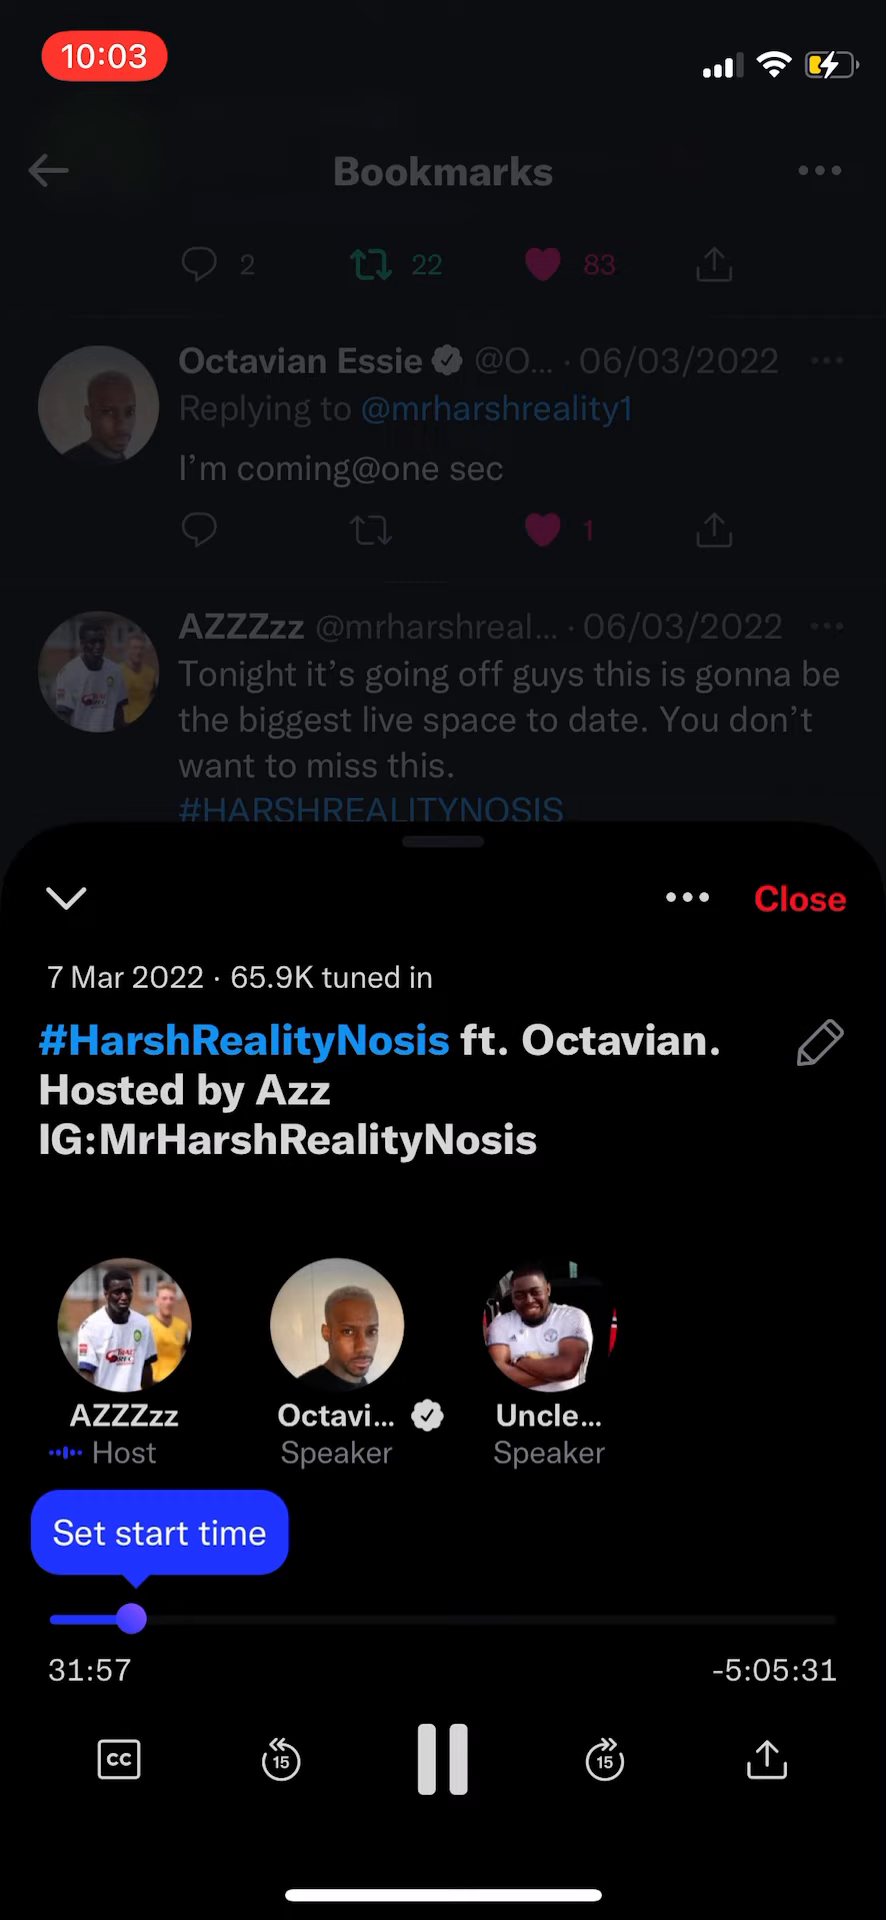 10:03
Bookmarks
2 22 83
Octavian Essie @O... · 06/03/2022
Replying to @mrharshreality1
I'm coming@one sec
1
AZZZzz @mrharshreal... · 06/03/2022
Tonight it's going off guys this is gonna be
the biggest live space to date. You don't
want to miss this.
#HARSHREALITYNOSIS
Close
7 Mar 2022 · 65.9K tuned in
#HarshRealityNosis ft. Octavian.
Hosted by Azz
IG:MrHarshRealityNosis
AZZZzz Octavi... Uncle...
Host Speaker Speaker
Set start time
31:57 -5:05:31
CC 15 15